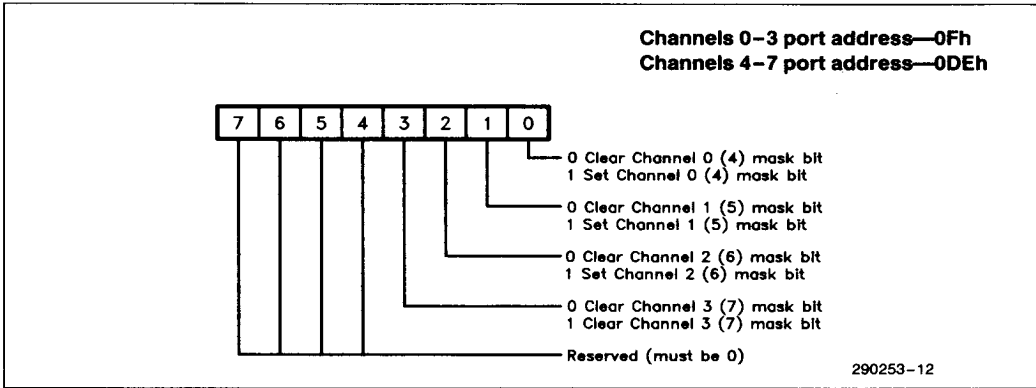 Channels 0–3 port address—0Fh
Channels 4–7 port address—0DEh
7 6 5 4 3 2 1 0
0 Clear Channel 0 (4) mask bit
1 Set Channel 0 (4) mask bit
0 Clear Channel 1 (5) mask bit
1 Set Channel 1 (5) mask bit
0 Clear Channel 2 (6) mask bit
1 Set Channel 2 (6) mask bit
0 Clear Channel 3 (7) mask bit
1 Clear Channel 3 (7) mask bit
Reserved (must be 0)
290253–12